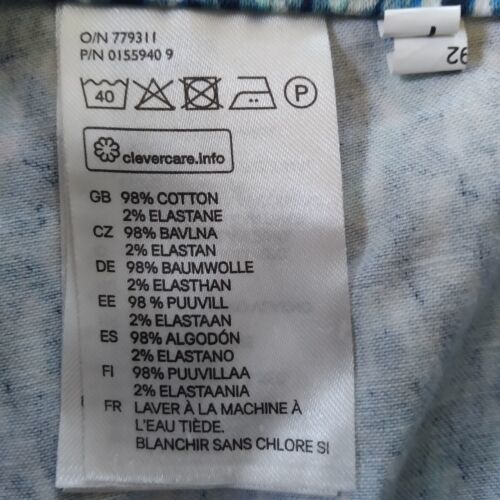 O/N 779311
P/N 0155940 9
40
P
clevercare.info
GB 98% COTTON
2% ELASTANE
CZ 98% BAVLNA
2% ELASTAN
DE 98% BAUMWOLLE
2% ELASTHAN
EE 98 % PUUVILL
2% ELASTAAN
ES 98% ALGODÓN
2% ELASTANO
FI 98% PUUVILLAA
2% ELASTAANIA
FR LAVER À LA MACHINE À
L'EAU TIÈDE.
BLANCHIR SANS CHLORE SI
92